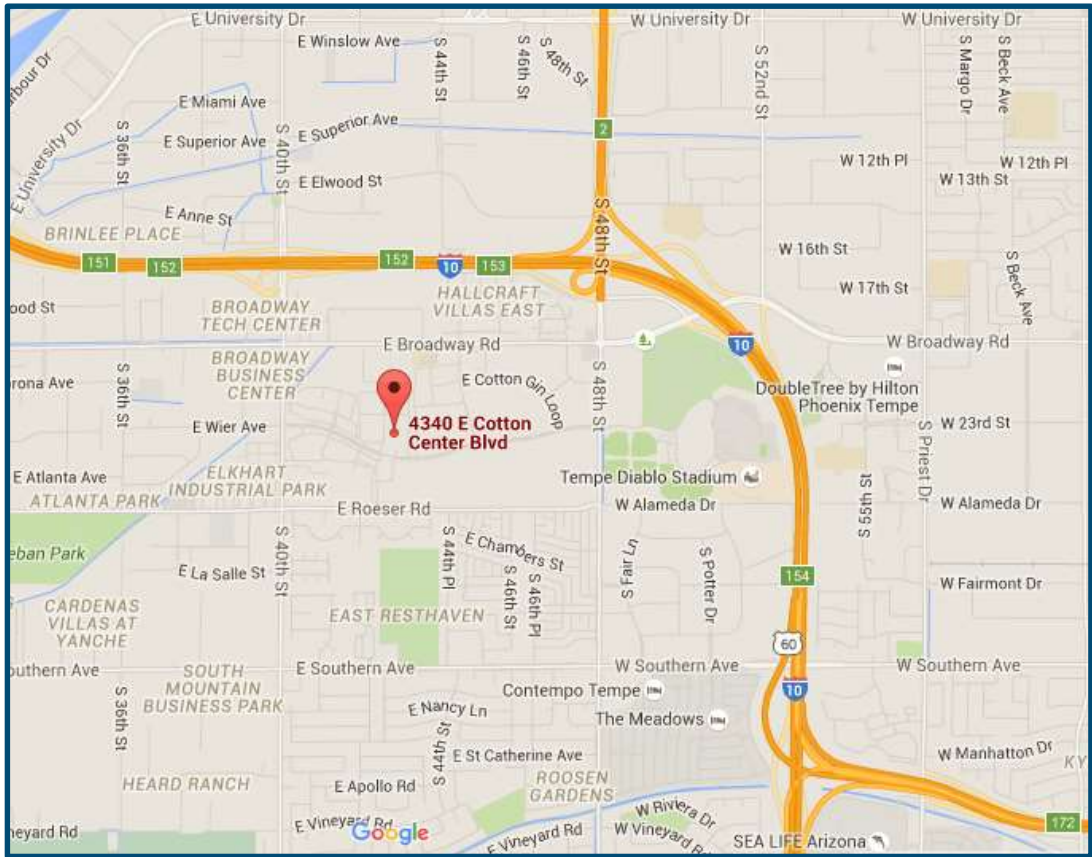 E University Dr
W University Dr
W University Dr
E Winslow Ave
S 44th St
S 46th St
S 48th St
S 52nd St
S Margo Dr
S Beck Ave
E University Dr
E Miami Ave
S 36th St
E Superior Ave
S 40th St
E Superior Ave
2
W 12th Pl
W 12th Pl
W 13th St
E Elwood St
E Anne St
BRINLEE PLACE
S 48th St
W 16th St
S Beck Ave
151
152
152
10
153
W 17th St
BROADWAY
TECH CENTER
HALLCRAFT
VILLAS EAST
E Broadway Rd
10
W Broadway Rd
BROADWAY
BUSINESS
CENTER
S 36th St
E Cotton Gin Loop
S 48th St
DoubleTree by Hilton
Phoenix Tempe
4340 E Cotton
Center Blvd
E Wier Ave
W 23rd St
S Priest Dr
E Atlanta Ave
ELKHART
INDUSTRIAL PARK
ATLANTA PARK
Tempe Diablo Stadium
E Roeser Rd
W Alameda Dr
S 55th St
W Alameda Dr
S 40th St
S 44th Pl
E Chambers St
S 46th St
S 46th Pl
S Fair Ln
S Potter Dr
E La Salle St
154
W Fairmont Dr
CARDENAS
VILLAS AT
YANCHE
EAST RESTHAVEN
60
E Southern Ave
W Southern Ave
W Southern Ave
SOUTH
MOUNTAIN
BUSINESS PARK
S 36th St
10
Contempo Tempe
The Meadows
E Nancy Ln
S 44th St
E St Catherine Ave
W Manhatton Dr
HEARD RANCH
E Apollo Rd
ROOSEN
GARDENS
E Vineyard Rd
Google
E Vineyard Rd
W Riviera Dr
W Vineyard Rd
SEA LIFE Arizona
172